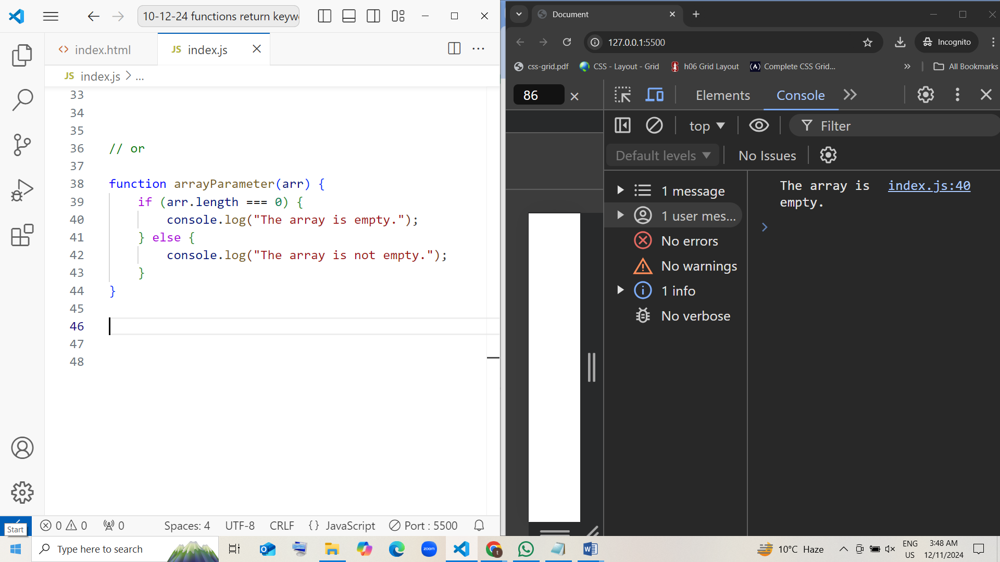 10-12-24 functions return keyw
index.html
JS index.js
JS index.js > ...
33
34
35
36 // or
37
38 function arrayParameter(arr) {
39 if (arr.length === 0) {
40 console.log("The array is empty.");
41 } else {
42 console.log("The array is not empty.");
43 }
44 }
45
46
47
48
0 0 0 Spaces: 4 UTF-8 CRLF {} JavaScript Port : 5500
Start
Document
127.0.0.1:5500
Incognito
css-grid.pdf CSS - Layout - Grid h06 Grid Layout (A) Complete CSS Grid... » All Bookmarks
86 × Elements Console
top Filter
Default levels No Issues
1 message
1 user mes...
No errors
No warnings
1 info
No verbose
The array is index.js:40
empty.
Type here to search
zoom
10°C Haze
ENG
US
3:48 AM
12/11/2024